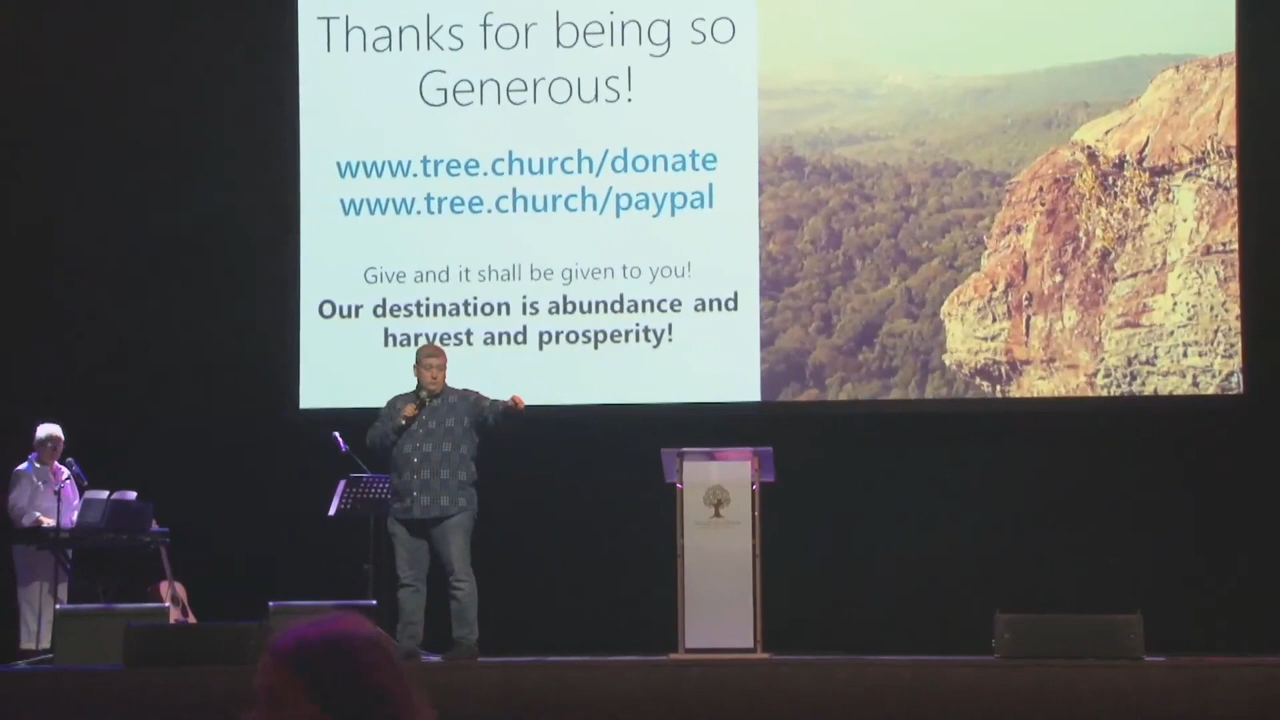 Thanks for being so
Generous!
www.tree.church/donate
www.tree.church/paypal
Give and it shall be given to you!
Our destination is abundance and
harvest and prosperity!